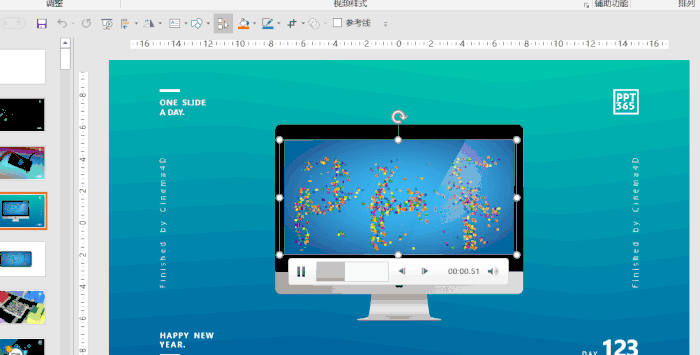 调整
视频样式
辅助功能
排列
参考线
16 14 12 10 8 6 4 2 0 2 4 6 8 10 12 14 16
ONE SLIDE
A DAY.
PPT
365
Finished by Cinema4D
Finished by Cinema4D
PPT
00:00.51
HAPPY NEW
YEAR.
DAY 123